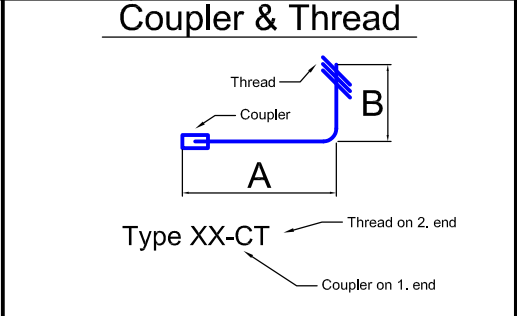 Coupler & Thread
Thread
B
Coupler
A
Type XX-CT
Thread on 2. end
Coupler on 1. end